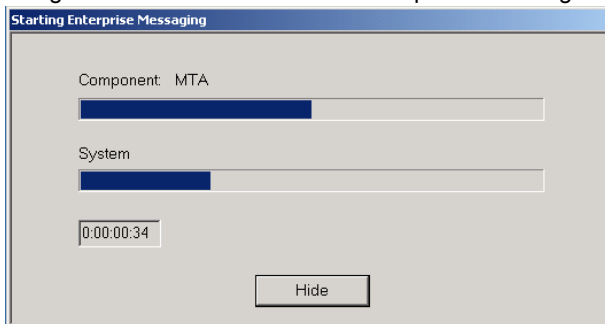 Starting Enterprise Messaging
Component: MTA
System
0:00:00:34
Hide